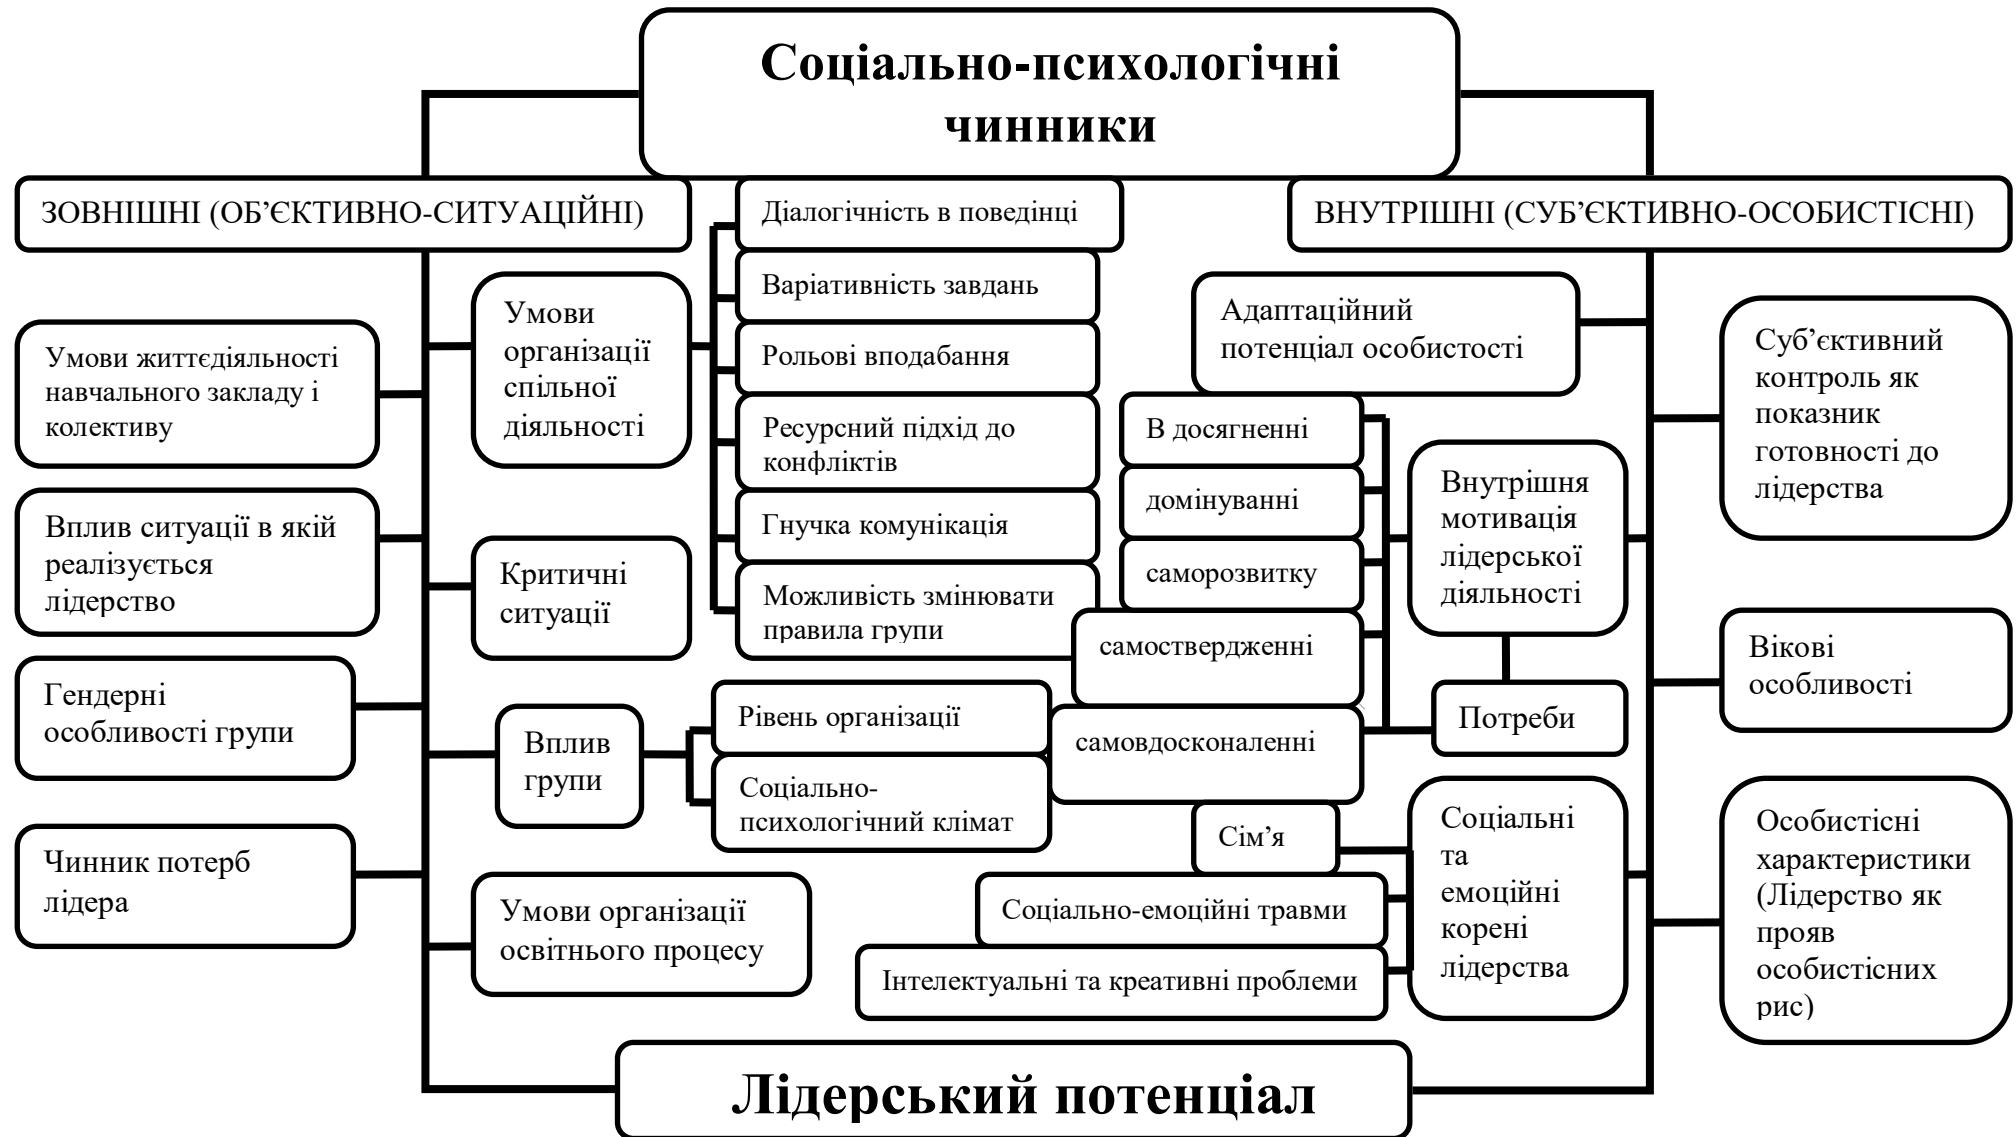 Соціально-психологічні
чинники
ЗОВНІШНІ (ОБ’ЄКТИВНО-СИТУАЦІЙНІ)
Умови життєдіяльності
навчального закладу і
колективу
Вплив ситуації в якій
реалізується
лідерство
Гендерні
особливості групи
Чинник потерб
лідера
Умови
організації
спільної
діяльності
Критичні
ситуації
Вплив
групи
Умови організації
освітнього процесу
Діалогічність в поведінці
Варіативність завдань
Рольові вподабання
Ресурсний підхід до
конфліктів
Гнучка комунікація
Можливість змінювати
правила групи
Рівень організації
Соціально-
психологічний клімат
ВНУТРІШНІ (СУБ’ЄКТИВНО-ОСОБИСТІСНІ)
Адаптаційний
потенціал особистості
В досягненні
домінуванні
саморозвитку
самоствердженні
самовдосконаленні
Внутрішня
мотивація
лідерської
діяльності
Потреби
Сім’я
Соціально-емоційні травми
Інтелектуальні та креативні проблеми
Соціальні
та
емоційні
корені
лідерства
Суб’єктивний
контроль як
показник
готовності до
лідерства
Вікові
особливості
Особистісні
характеристики
(Лідерство як
прояв
особистісних
рис)
Лідерський потенціал